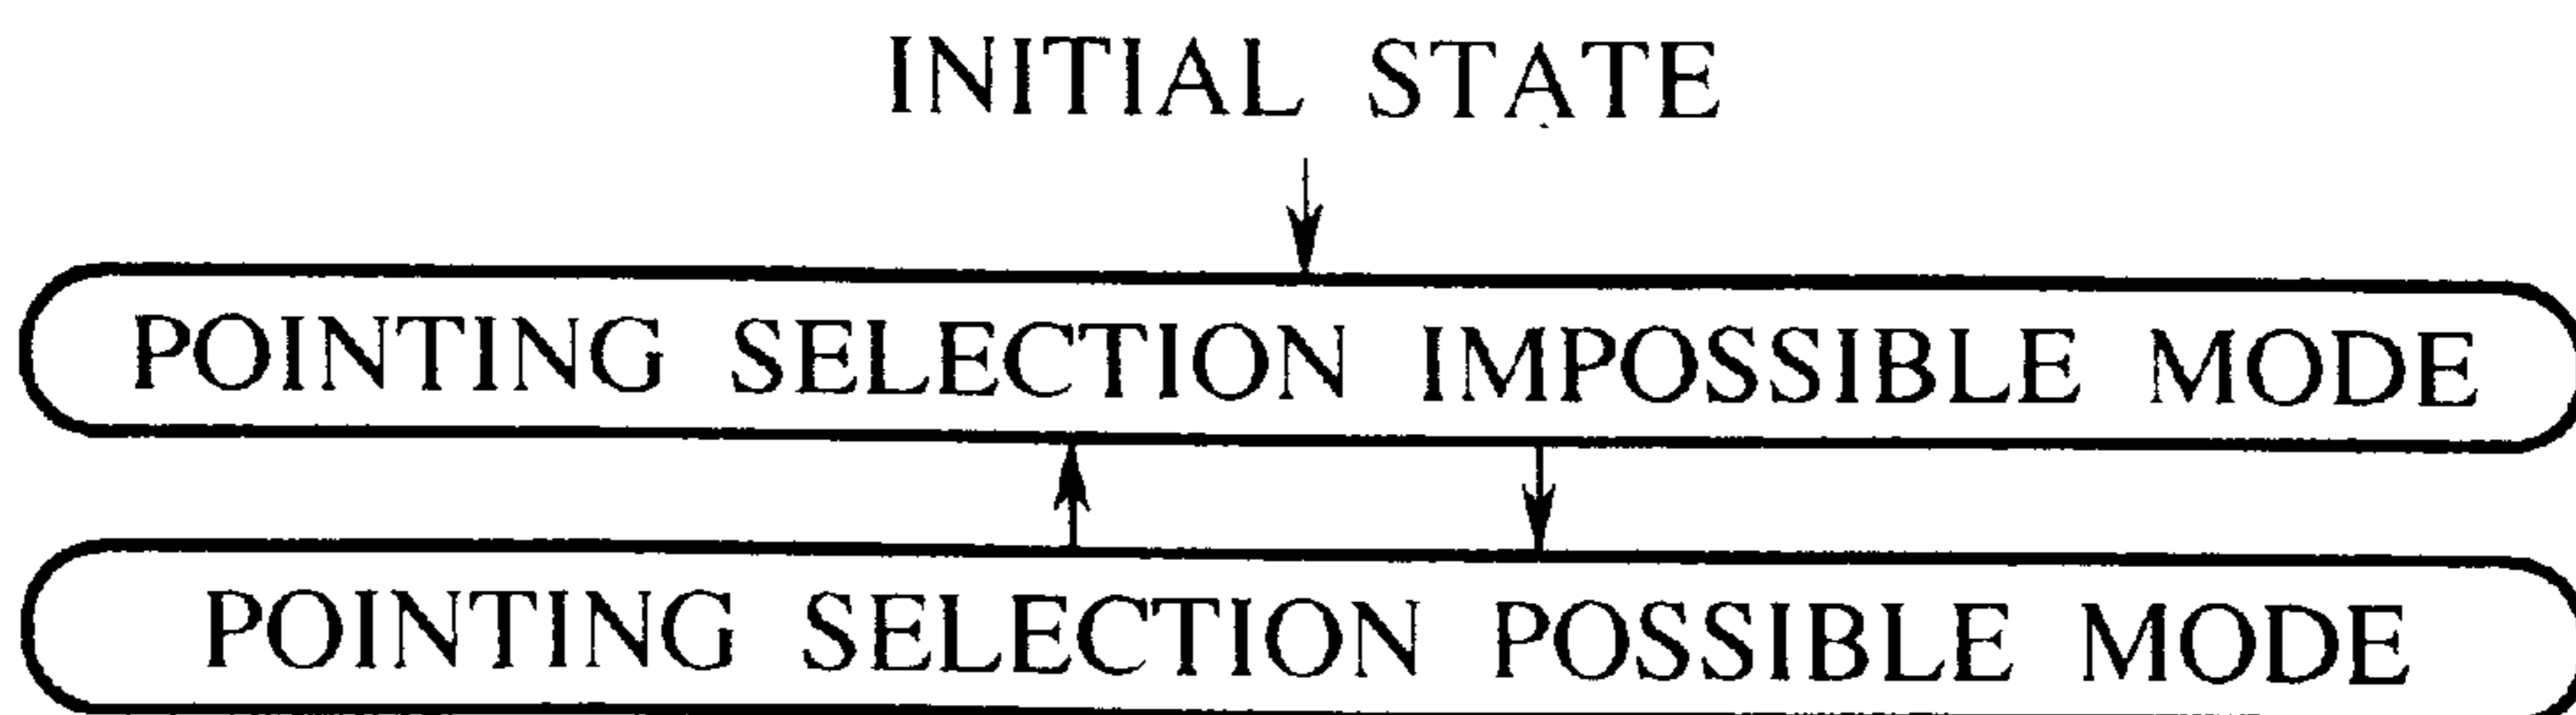 INITIAL STATE
POINTING SELECTION IMPOSSIBLE MODE
POINTING SELECTION POSSIBLE MODE